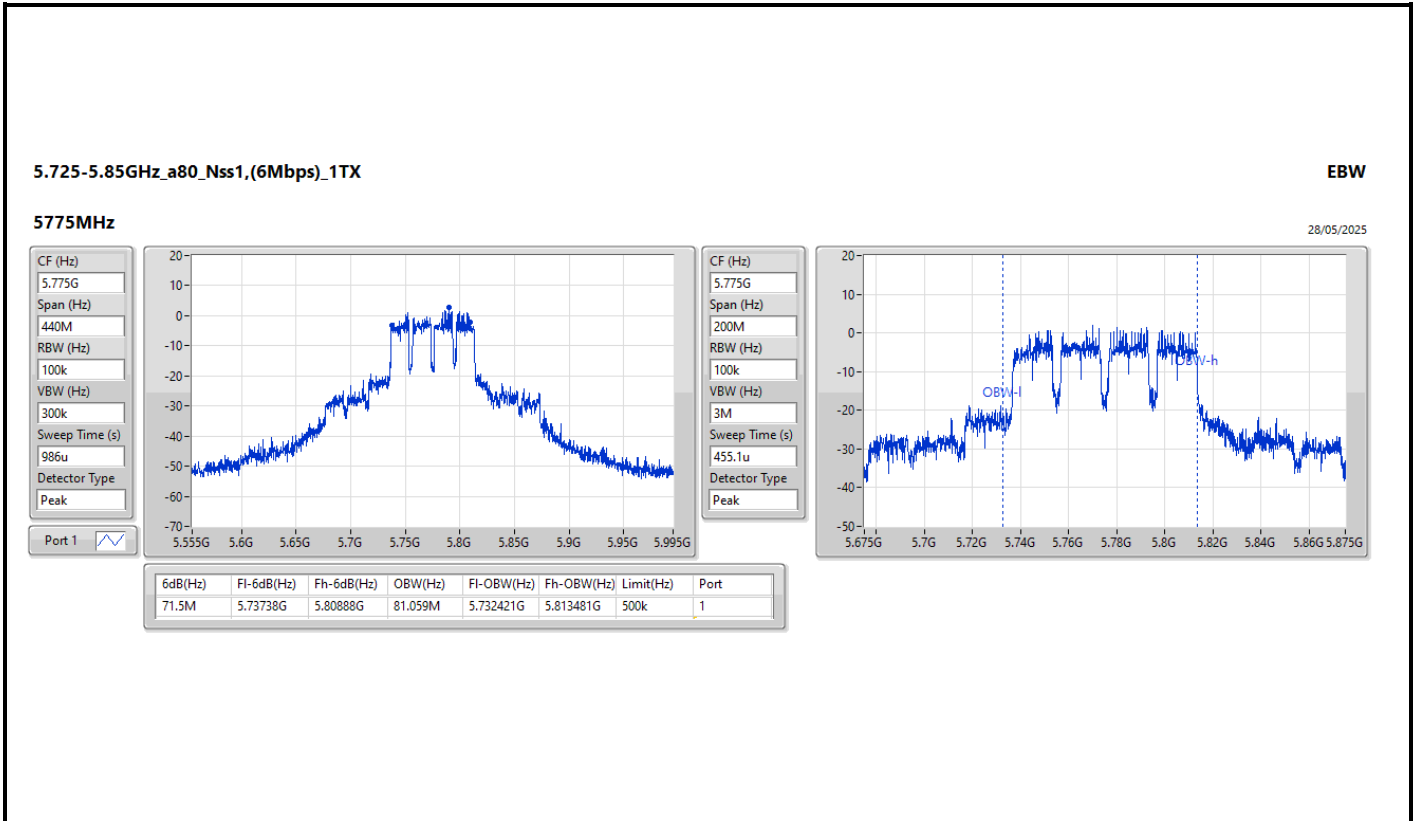 5.725-5.85GHz_a80_Nss1,(6Mbps)_1TX
EBW
5775MHz
28/05/2025
CF (Hz)
5.775G
Span (Hz)
440M
RBW (Hz)
100k
VBW (Hz)
300k
Sweep Time (s)
986u
Detector Type
Peak
Port 1
20
10
0
-10
-20
-30
-40
-50
-60
-70
5.555G 5.6G 5.65G 5.7G 5.75G 5.8G 5.85G 5.9G 5.95G 5.995G
CF (Hz)
5.775G
Span (Hz)
200M
RBW (Hz)
100k
VBW (Hz)
3M
Sweep Time (s)
455.1u
Detector Type
Peak
20
10
0
-10
-20
-30
-40
-50
OBW-l
OBW-h
5.675G 5.7G 5.72G 5.74G 5.76G 5.78G 5.8G 5.82G 5.84G 5.86G 5.875G
6dB(Hz) Fl-6dB(Hz) Fh-6dB(Hz) OBW(Hz) Fl-OBW(Hz) Fh-OBW(Hz) Limit(Hz) Port
71.5M 5.73738G 5.80888G 81.059M 5.732421G 5.813481G 500k 1